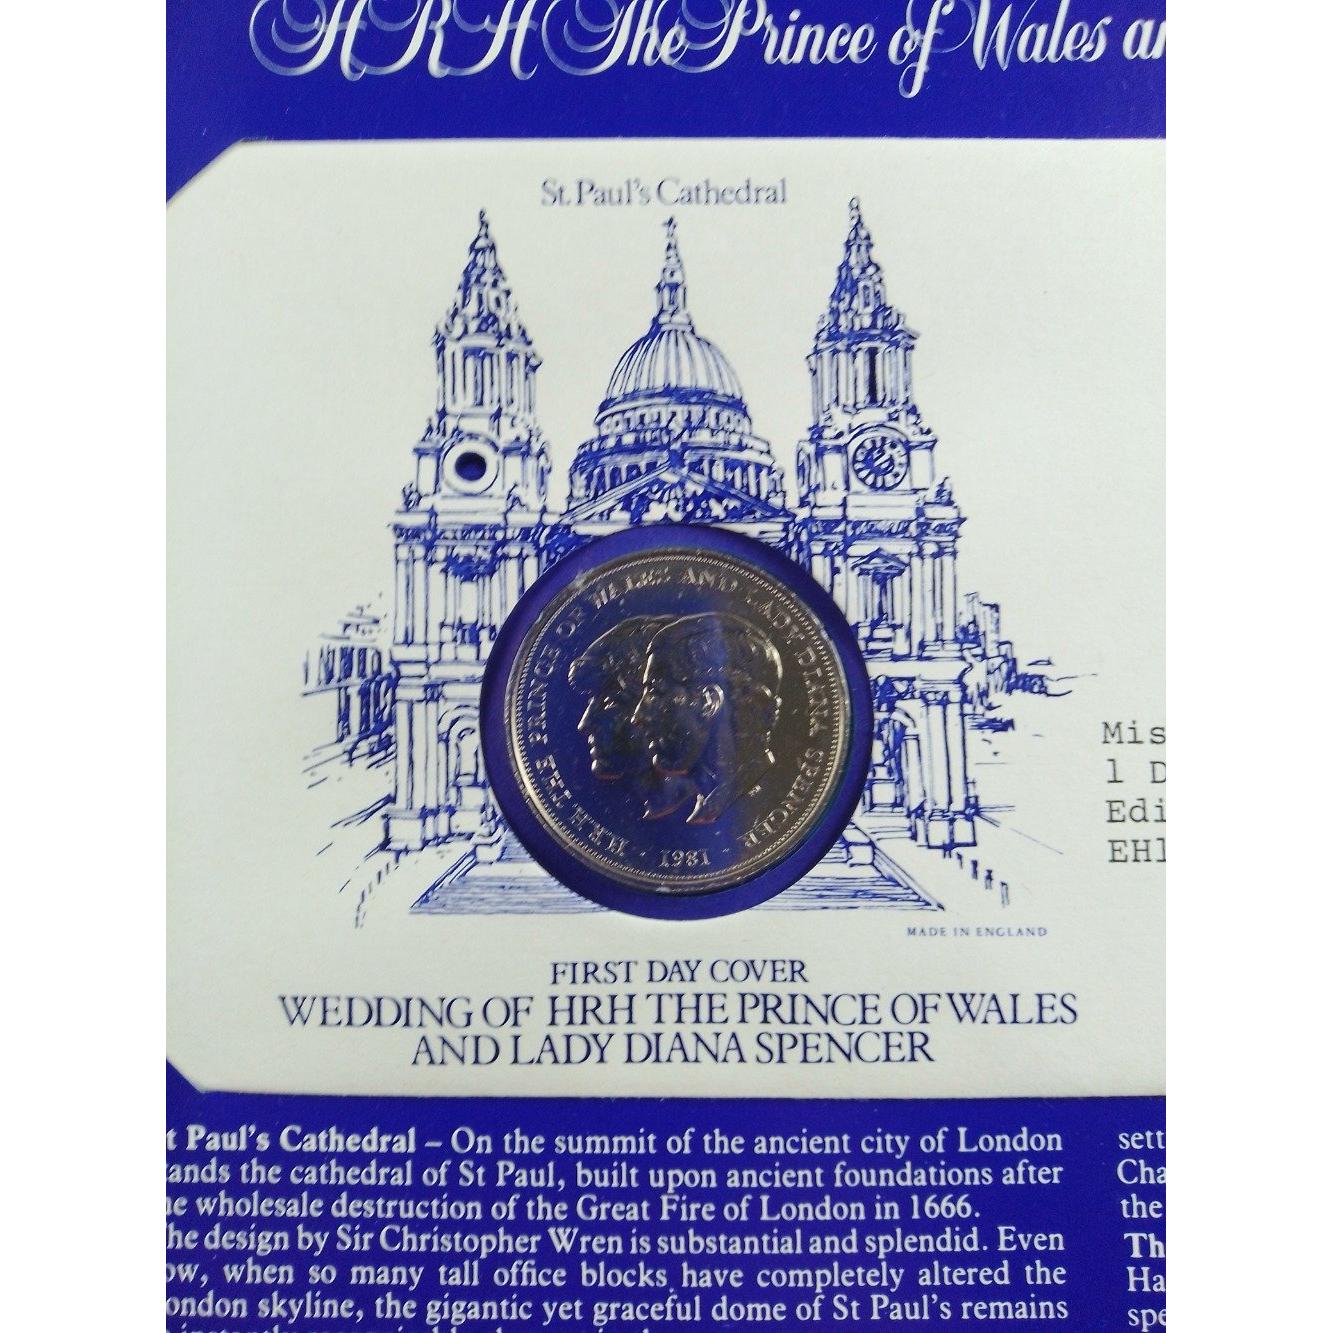 HRH The Prince of Wales
St. Paul's Cathedral
H.R.H. THE PRINCE OF WALES AND LADY DIANA SPENCER
· 1981 ·
MADE IN ENGLAND
FIRST DAY COVER
WEDDING OF HRH THE PRINCE OF WALES
AND LADY DIANA SPENCER
Mis
1 D
Edi
EH1
t Paul's Cathedral – On the summit of the ancient city of London
ands the cathedral of St Paul, built upon ancient foundations after
e wholesale destruction of the Great Fire of London in 1666.
he design by Sir Christopher Wren is substantial and splendid. Even
ow, when so many tall office blocks have completely altered the
ondon skyline, the gigantic yet graceful dome of St Paul's remains
sett
Cha
the
Th
Ha
spe